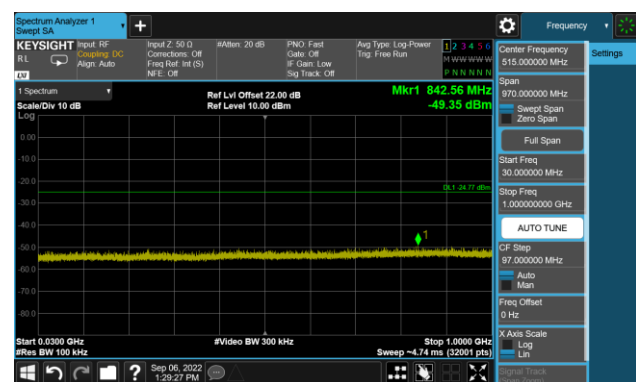 Spectrum Analyzer 1
Swept SA
+
Frequency
KEYSIGHT
RL
LXI
Input: RF
Coupling: DC
Align: Auto
Input Z: 50 Ω
Corrections: Off
Freq Ref: Int (S)
NFE: Off
#Atten: 20 dB
PNO: Fast
Gate: Off
IF Gain: Low
Sig Track: Off
Avg Type: Log-Power
Trig: Free Run
1 2 3 4 5 6
M W W W W W
P N N N N N
1 Spectrum
Scale/Div 10 dB
Log
Ref Lvl Offset 22.00 dB
Ref Level 10.00 dBm
Mkr1 842.56 MHz
-49.35 dBm
0.00
-10.0
-20.0
-30.0
-40.0
-50.0
-60.0
-70.0
-80.0
DL1 -24.77 dBm
1
Start 0.0300 GHz
#Res BW 100 kHz
#Video BW 300 kHz
Stop 1.0000 GHz
Sweep ~4.74 ms (32001 pts)
Center Frequency
515.000000 MHz
Settings
Span
970.000000 MHz
Swept Span
Zero Span
Full Span
Start Freq
30.000000 MHz
Stop Freq
1.000000000 GHz
AUTO TUNE
CF Step
97.000000 MHz
Auto
Man
Freq Offset
0 Hz
X Axis Scale
Log
Lin
Signal Track
(Span Zoom)
?
Sep 06, 2022
1:29:27 PM